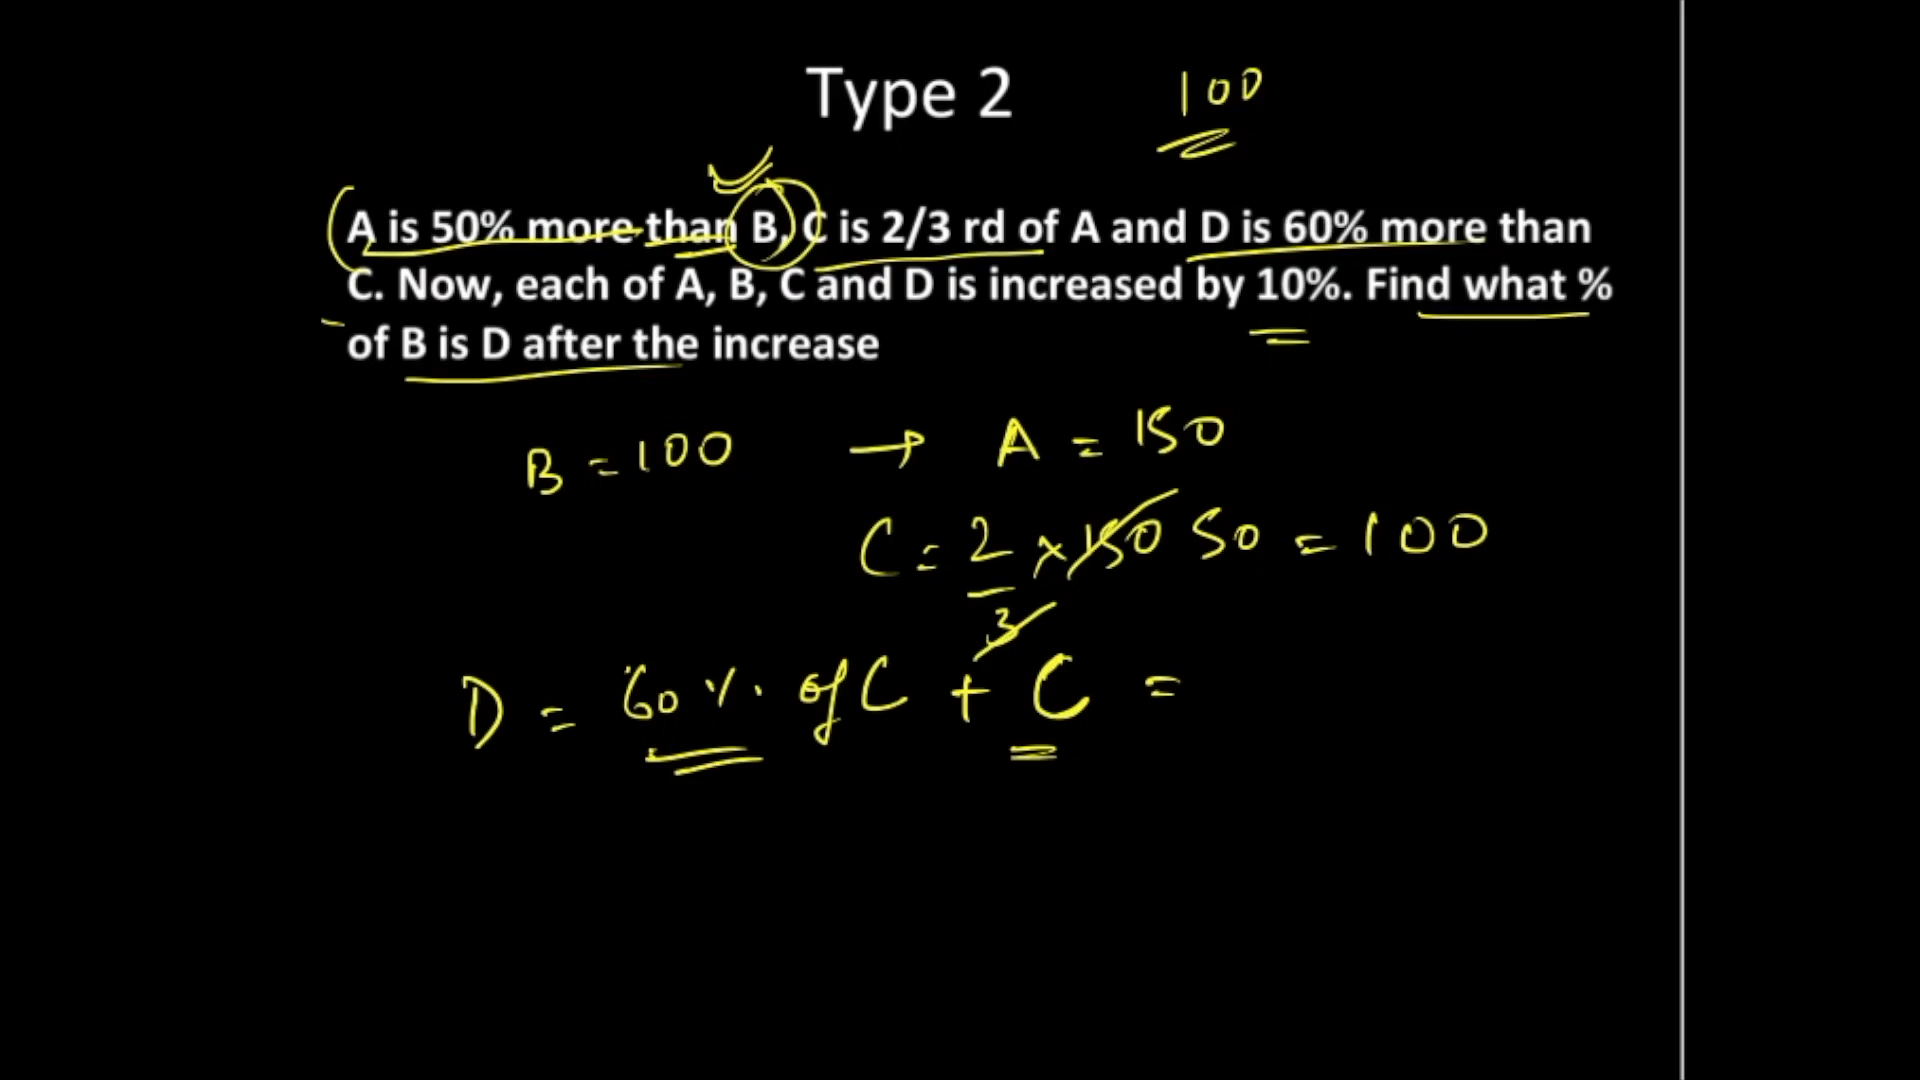 Type 2
100
A is 50% more than B, C is 2/3 rd of A and D is 60% more than
C. Now, each of A, B, C and D is increased by 10%. Find what %
of B is D after the increase
B = 100 → A = 150
C = 2/3 × 150 50 = 100
D = 60% of C + C =